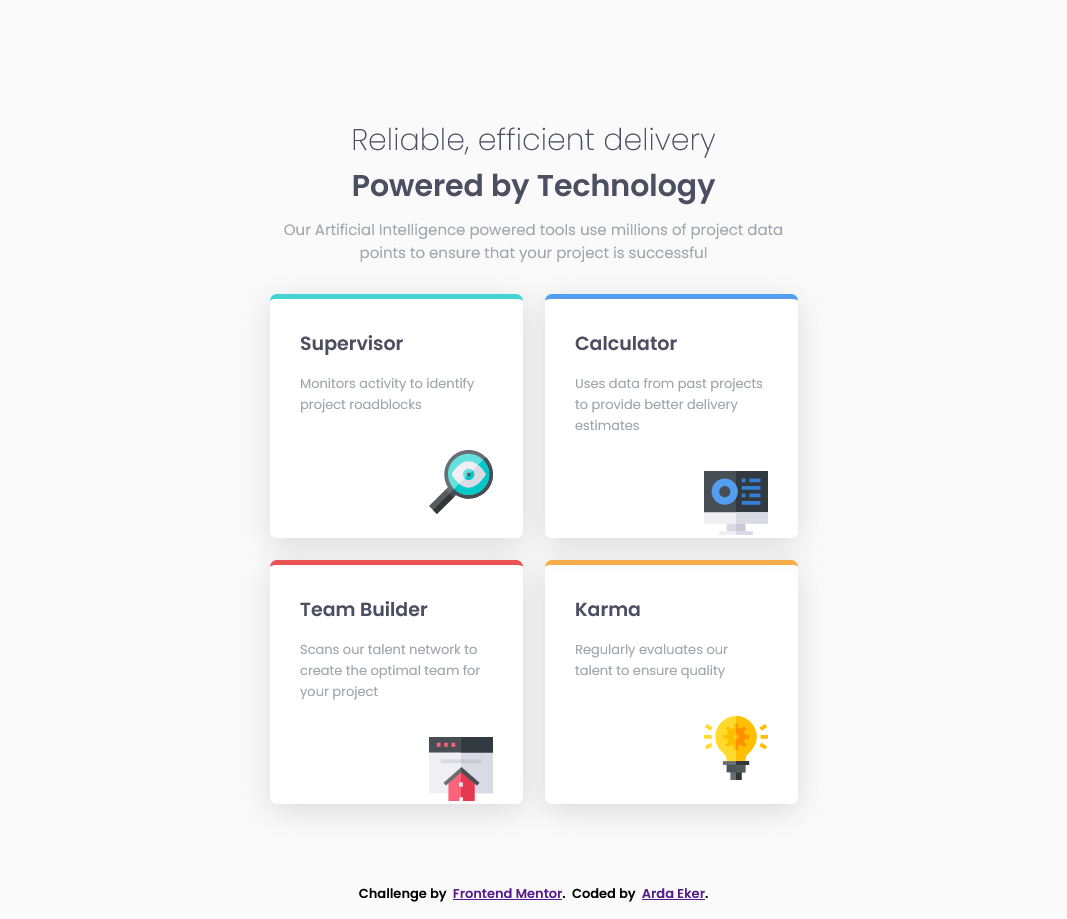 Reliable, efficient delivery
Powered by Technology
Our Artificial Intelligence powered tools use millions of project data
points to ensure that your project is successful
Supervisor
Monitors activity to identify
project roadblocks
Calculator
Uses data from past projects
to provide better delivery
estimates
Team Builder
Scans our talent network to
create the optimal team for
your project
Karma
Regularly evaluates our
talent to ensure quality
Challenge by Frontend Mentor. Coded by Arda Eker.